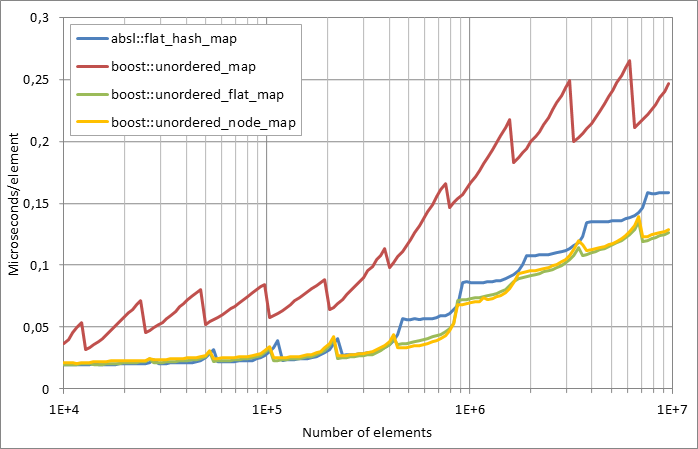 0,3
absl::flat_hash_map
boost::unordered_map
boost::unordered_flat_map
boost::unordered_node_map
0,25
0,2
0,15
0,1
0,05
0
Microseconds/element
1E+4
1E+5
1E+6
1E+7
Number of elements